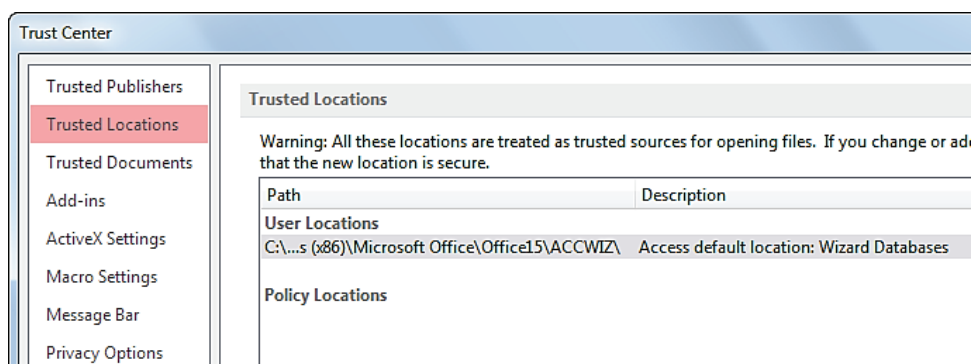 Trust Center
Trusted Publishers
Trusted Locations
Trusted Documents
Add-ins
ActiveX Settings
Macro Settings
Message Bar
Privacy Options
Trusted Locations
Warning: All these locations are treated as trusted sources for opening files. If you change or
that the new location is secure.
Path Description
User Locations
C:\...s (x86)\Microsoft Office\Office15\ACCWIZ\ Access default location: Wizard Databases
Policy Locations